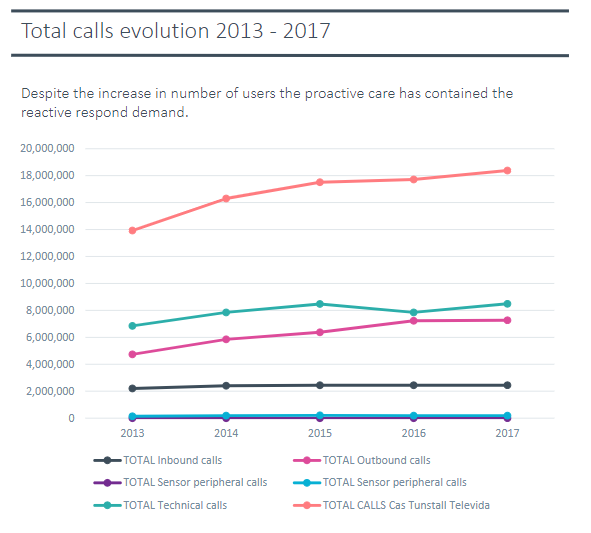 Total calls evolution 2013 - 2017
Despite the increase in number of users the proactive care has contained the
reactive respond demand.
20,000,000
18,000,000
16,000,000
14,000,000
12,000,000
10,000,000
8,000,000
6,000,000
4,000,000
2,000,000
0
2013 2014 2015 2016 2017
TOTAL Inbound calls TOTAL Outbound calls
TOTAL Sensor peripheral calls TOTAL Sensor peripheral calls
TOTAL Technical calls TOTAL CALLS Cas Tunstall Televida